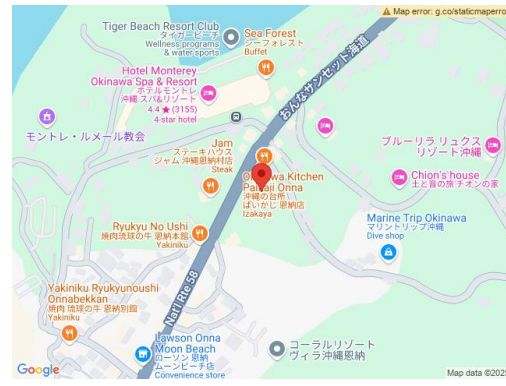 Map error: g.co/staticmaperro
Tiger Beach Resort Club
タイガービーチ
Wellness programs
& water sports
Sea Forest
シーフォレスト
Buffet
Hotel Monterey
Okinawa Spa & Resort
ホテルモントレ
沖縄 スパ&リゾート
4.4★(3155)
4-star hotel
おんなサンセット海道
モントレ・ルメール教会
Jam
ステーキハウス
ジャム 沖縄恩納村店
Steak
ブルーリラ リュクス
リゾート沖縄
Chion's house
土と音の旅 チオンの家
Kitchen
Onna
沖縄の台所
ぱいかじ 恩納店
Izakaya
Ryukyu No Ushi
焼肉琉球の牛 恩納本館
Yakiniku
Marine Trip Okinawa
マリントリップ沖縄
Dive shop
Nat'l Rte 58
Yakiniku Ryukyunoushi
Onnabekkan
焼肉 琉球の牛 恩納別館
Yakiniku
Lawson Onna
Moon Beach
ローソン 恩納
ムーンビーチ店
Convenience store
コーラルリゾート
ヴィラ沖縄恩納
Google
Map data ©2025